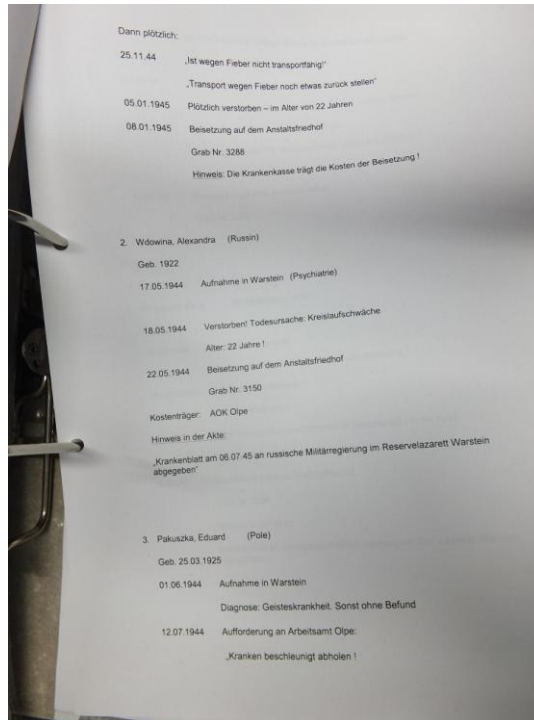 Dann plötzlich:
25.11.44 „Ist wegen Fieber nicht transportfähig!"
„Transport wegen Fieber noch etwas zurück stellen"
05.01.1945 Plötzlich verstorben – im Alter von 22 Jahren
08.01.1945 Beisetzung auf dem Anstaltsfriedhof
Grab Nr. 3288
Hinweis: Die Krankenkasse trägt die Kosten der Beisetzung !
2. Wdowina, Alexandra (Russin)
Geb. 1922
17.05.1944 Aufnahme in Warstein (Psychiatrie)
18.05.1944 Verstorben! Todesursache: Kreislaufschwäche
Alter: 22 Jahre !
22.05.1944 Beisetzung auf dem Anstaltsfriedhof
Grab Nr. 3150
Kostenträger: AOK Olpe
Hinweis in der Akte:
„Krankenblatt am 06.07.45 an russische Militärregierung im Reservelazarett Warstein
abgegeben"
3. Pakuszka, Eduard (Pole)
Geb. 25.03.1925
01.06.1944 Aufnahme in Warstein
Diagnose: Geisteskrankheit. Sonst ohne Befund
12.07.1944 Aufforderung an Arbeitsamt Olpe:
„Kranken beschleunigt abholen !